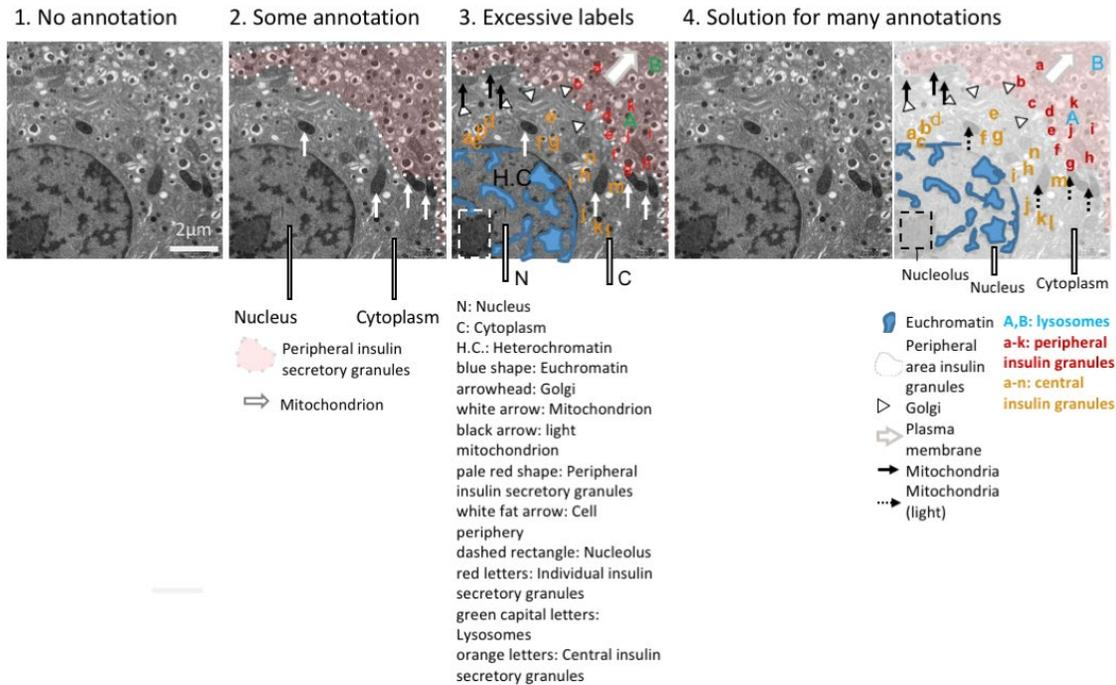 1. No annotation
2. Some annotation
3. Excessive labels
4. Solution for many annotations
2µm
Nucleus
Cytoplasm
Peripheral insulin
secretory granules
Mitochondrion
H.C
N
C
N: Nucleus
C: Cytoplasm
H.C.: Heterochromatin
blue shape: Euchromatin
arrowhead: Golgi
white arrow: Mitochondrion
black arrow: light
mitochondrion
pale red shape: Peripheral
insulin secretory granules
white fat arrow: Cell
periphery
dashed rectangle: Nucleolus
red letters: Individual insulin
secretory granules
green capital letters:
Lysosomes
orange letters: Central insulin
secretory granules
a
B
b
c
d
k
A
e
j
i
f
g
h
a
b
c
d
e
f
g
n
h
i
m
j
k
l
Nucleolus
Nucleus
Cytoplasm
Euchromatin
Peripheral
area insulin
granules
Golgi
Plasma
membrane
Mitochondria
Mitochondria
(light)
A,B: lysosomes
a-k: peripheral
insulin granules
a-n: central
insulin granules